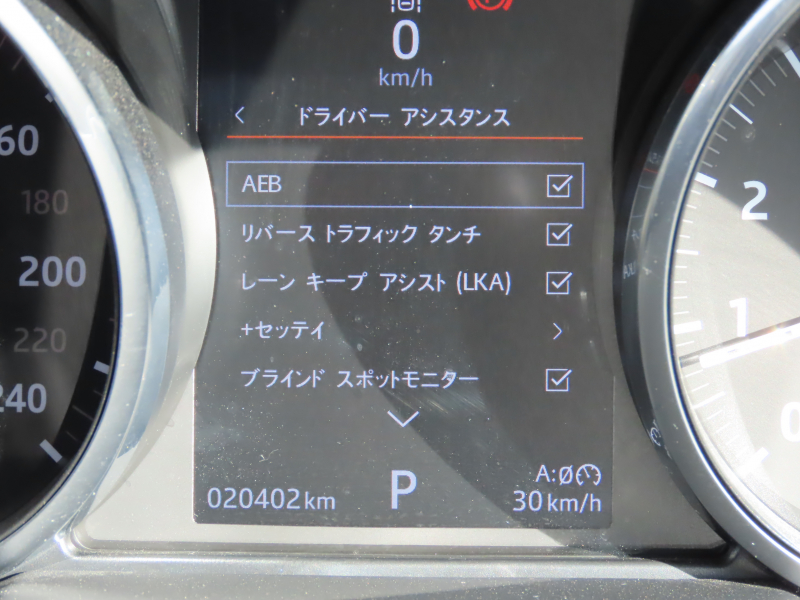 0
km/h
ドライバー アシスタンス
AEB
リバース トラフィック タンチ
レーン キープ アシスト (LKA)
+セッテイ
ブラインド スポットモニター
020402km
P
A:Ø
30 km/h
60
180
200
220
240
2
1
0